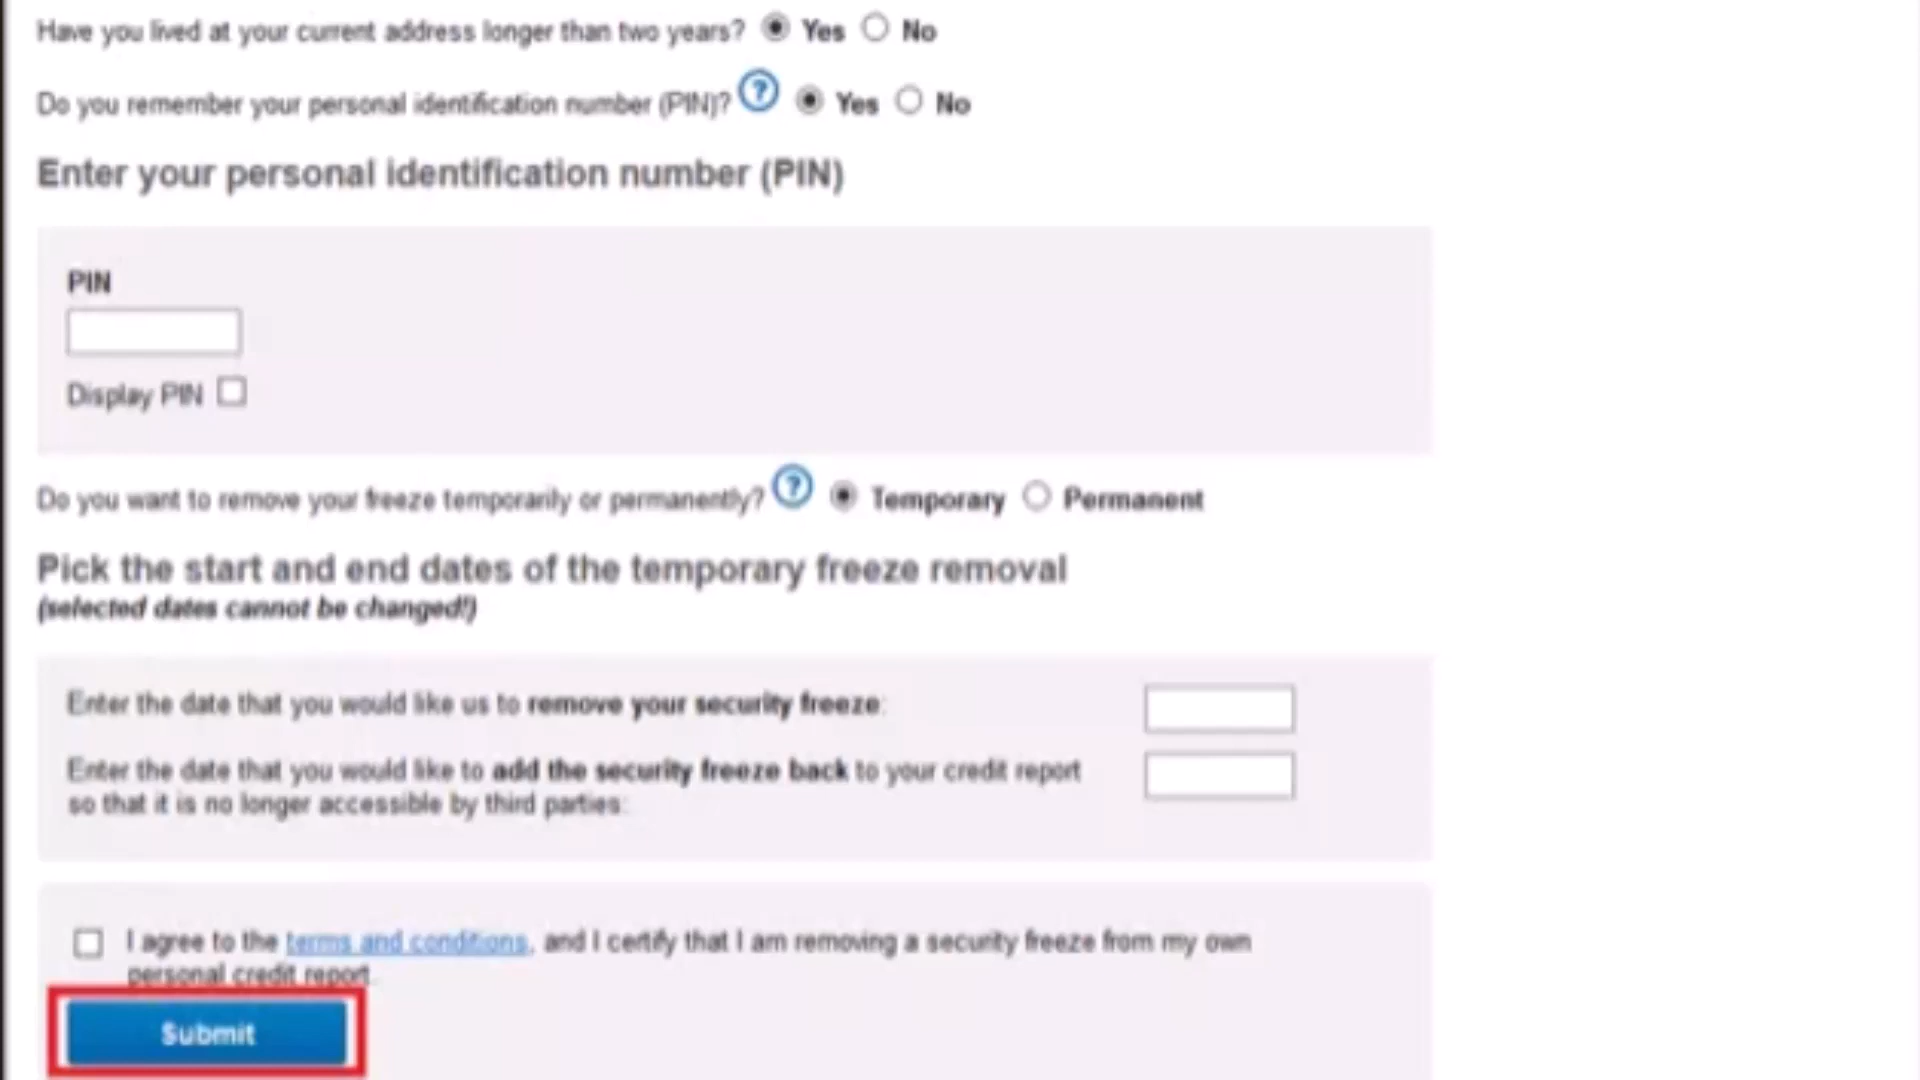 Have you lived at your current address longer than two years? Yes No
Do you remember your personal identification number (PIN)? ? Yes No
Enter your personal identification number (PIN)
PIN
Display PIN
Do you want to remove your freeze temporarily or permanently? ? Temporary Permanent
Pick the start and end dates of the temporary freeze removal
(selected dates cannot be changed!)
Enter the date that you would like us to remove your security freeze:
Enter the date that you would like to add the security freeze back to your credit report
so that it is no longer accessible by third parties:
I agree to the terms and conditions, and I certify that I am removing a security freeze from my own
personal credit report.
Submit